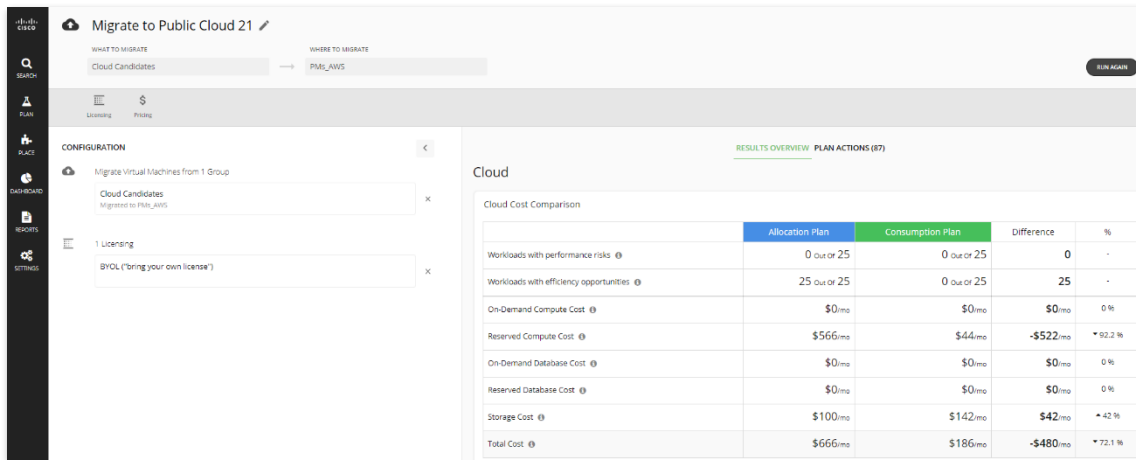 CISCO
Migrate to Public Cloud 21
WHAT TO MIGRATE
WHERE TO MIGRATE
Cloud Candidates
PMs_AWS
RUN AGAIN
SEARCH
PLAN
PLACE
DASHBOARD
REPORTS
SETTINGS
Licensing
Pricing
CONFIGURATION
Migrate Virtual Machines from 1 Group
Cloud Candidates
Migrated to PMs_AWS
1 Licensing
BYOL ("bring your own license")
RESULTS OVERVIEW PLAN ACTIONS (87)
Cloud
Cloud Cost Comparison
Allocation Plan Consumption Plan Difference %
Workloads with performance risks 0 Out Of 25 0 Out Of 25 0 -
Workloads with efficiency opportunities 25 Out Of 25 0 Out Of 25 25 -
On-Demand Compute Cost $0/mo $0/mo $0/mo 0 %
Reserved Compute Cost $566/mo $44/mo -$522/mo 92.2 %
On-Demand Database Cost $0/mo $0/mo $0/mo 0 %
Reserved Database Cost $0/mo $0/mo $0/mo 0 %
Storage Cost $100/mo $142/mo $42/mo 42 %
Total Cost $666/mo $186/mo -$480/mo 72.1 %